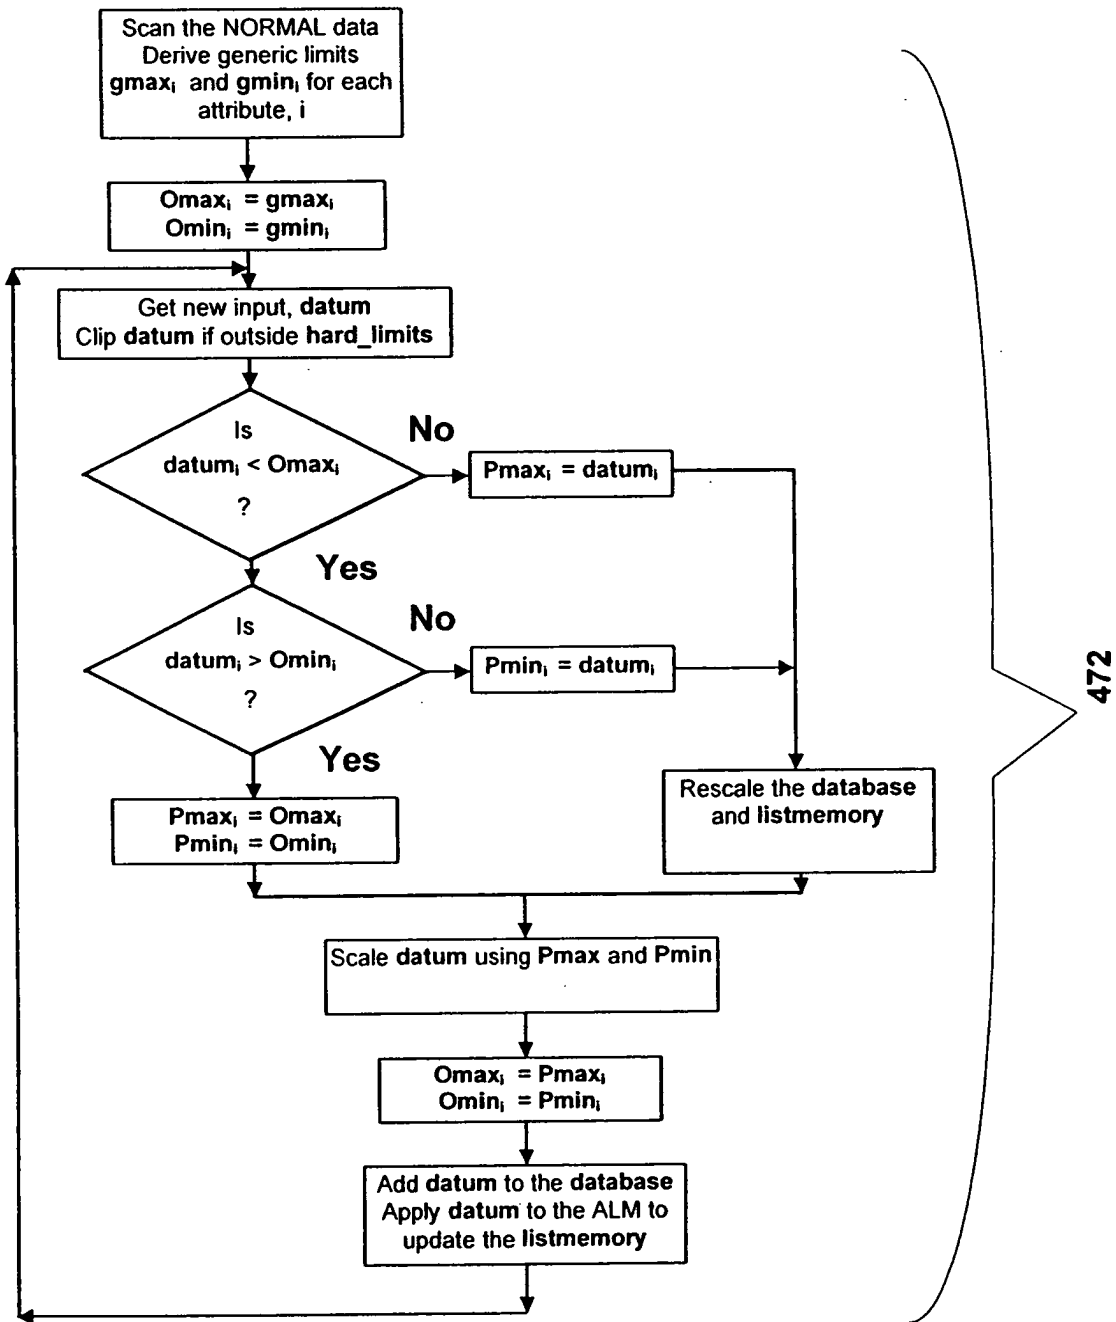 Scan the NORMAL data
Derive generic limits
gmaxᵢ and gminᵢ for each
attribute, i
Omaxᵢ = gmaxᵢ
Ominᵢ = gminᵢ
Get new input, datum
Clip datum if outside hard_limits
Is
datumᵢ < Omaxᵢ
?
No
Pmaxᵢ = datumᵢ
Yes
Is
datumᵢ > Ominᵢ
?
No
Pminᵢ = datumᵢ
Yes
Pmaxᵢ = Omaxᵢ
Pminᵢ = Ominᵢ
Rescale the database
and listmemory
Scale datum using Pmax and Pmin
Omaxᵢ = Pmaxᵢ
Ominᵢ = Pminᵢ
Add datum to the database
Apply datum to the ALM to
update the listmemory
472